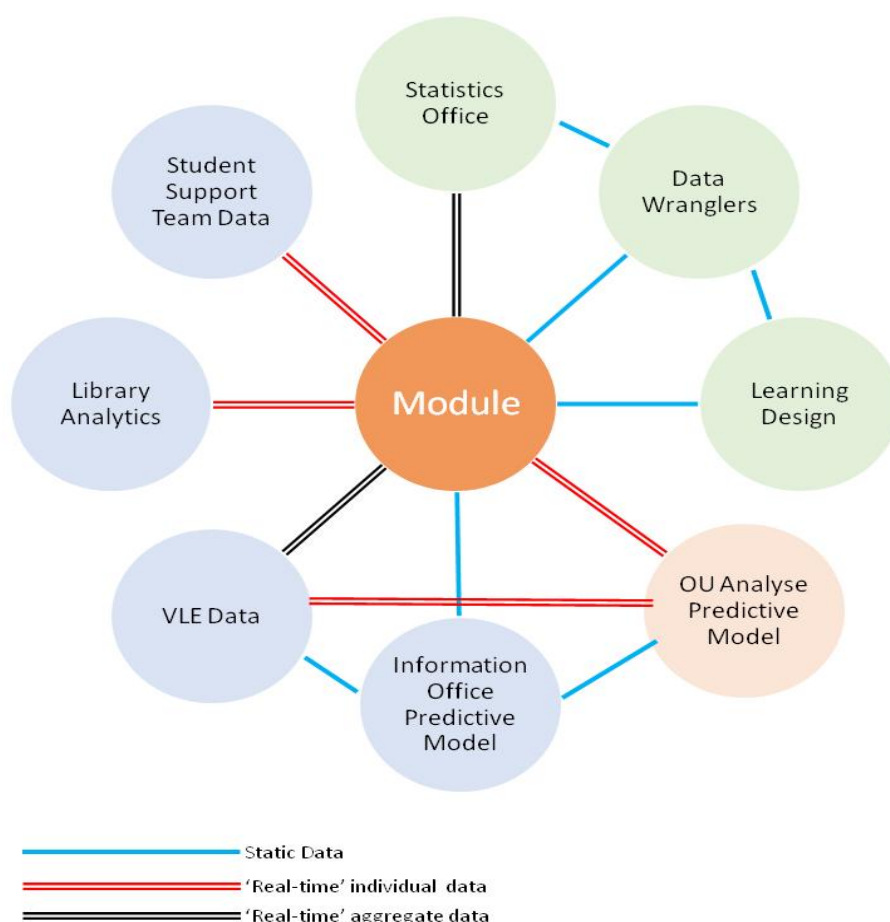 Statistics
Office
Student
Support
Team Data
Data
Wranglers
Library
Analytics
Module
Learning
Design
VLE Data
OU Analyse
Predictive
Model
Information
Office
Predictive
Model
Static Data
‘Real-time’ individual data
‘Real-time’ aggregate data